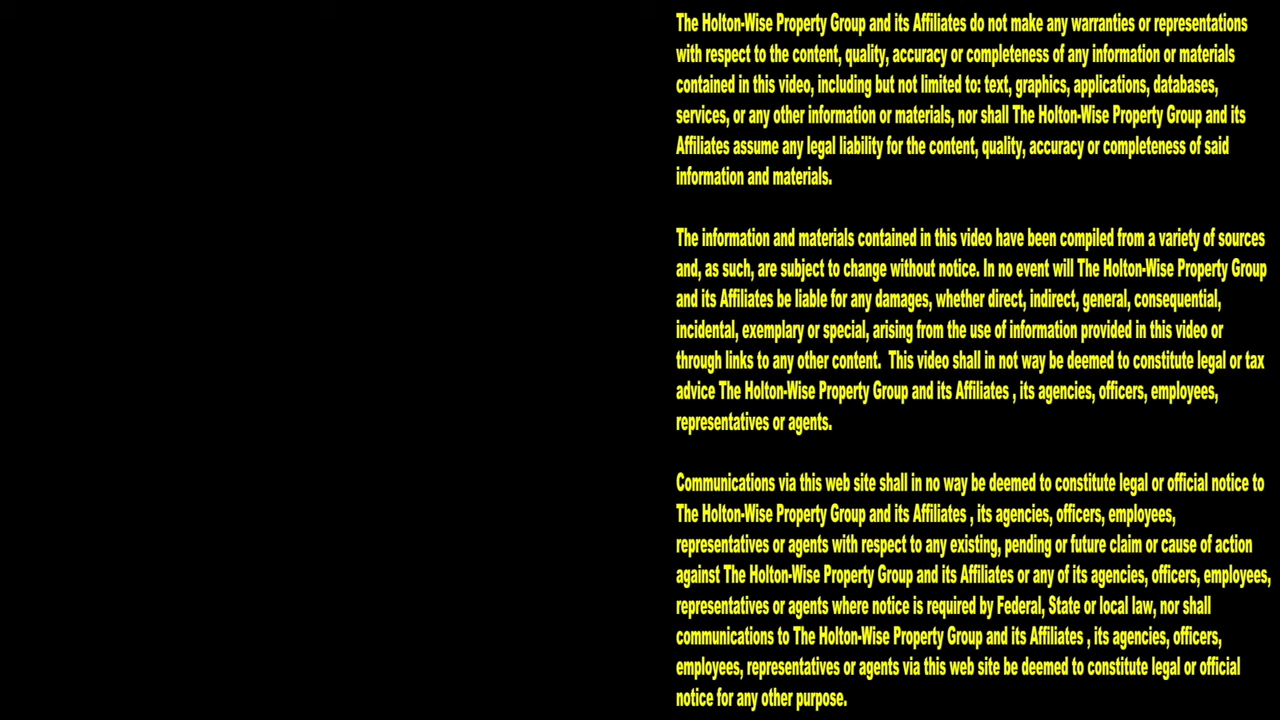 The Holton-Wise Property Group and its Affiliates do not make any warranties or representations
with respect to the content, quality, accuracy or completeness of any information or materials
contained in this video, including but not limited to: text, graphics, applications, databases,
services, or any other information or materials, nor shall The Holton-Wise Property Group and its
Affiliates assume any legal liability for the content, quality, accuracy or completeness of said
information and materials.
The information and materials contained in this video have been compiled from a variety of sources
and, as such, are subject to change without notice. In no event will The Holton-Wise Property Group
and its Affiliates be liable for any damages, whether direct, indirect, general, consequential,
incidental, exemplary or special, arising from the use of information provided in this video or
through links to any other content.  This video shall in not way be deemed to constitute legal or tax
advice The Holton-Wise Property Group and its Affiliates , its agencies, officers, employees,
representatives or agents.
Communications via this web site shall in no way be deemed to constitute legal or official notice to
The Holton-Wise Property Group and its Affiliates , its agencies, officers, employees,
representatives or agents with respect to any existing, pending or future claim or cause of action
against The Holton-Wise Property Group and its Affiliates or any of its agencies, officers, employees,
representatives or agents where notice is required by Federal, State or local law, nor shall
communications to The Holton-Wise Property Group and its Affiliates , its agencies, officers,
employees, representatives or agents via this web site be deemed to constitute legal or official
notice for any other purpose.